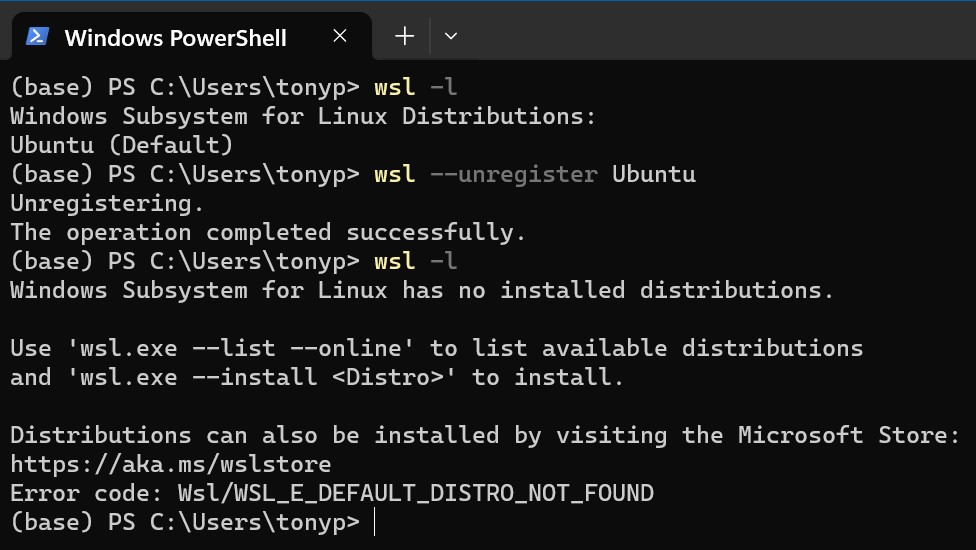 Windows PowerShell
(base) PS C:\Users\tonyp> wsl -l
Windows Subsystem for Linux Distributions:
Ubuntu (Default)
(base) PS C:\Users\tonyp> wsl --unregister Ubuntu
Unregistering.
The operation completed successfully.
(base) PS C:\Users\tonyp> wsl -l
Windows Subsystem for Linux has no installed distributions.

Use 'wsl.exe --list --online' to list available distributions
and 'wsl.exe --install <Distro>' to install.

Distributions can also be installed by visiting the Microsoft Store:
https://aka.ms/wslstore
Error code: Wsl/WSL_E_DEFAULT_DISTRO_NOT_FOUND
(base) PS C:\Users\tonyp>